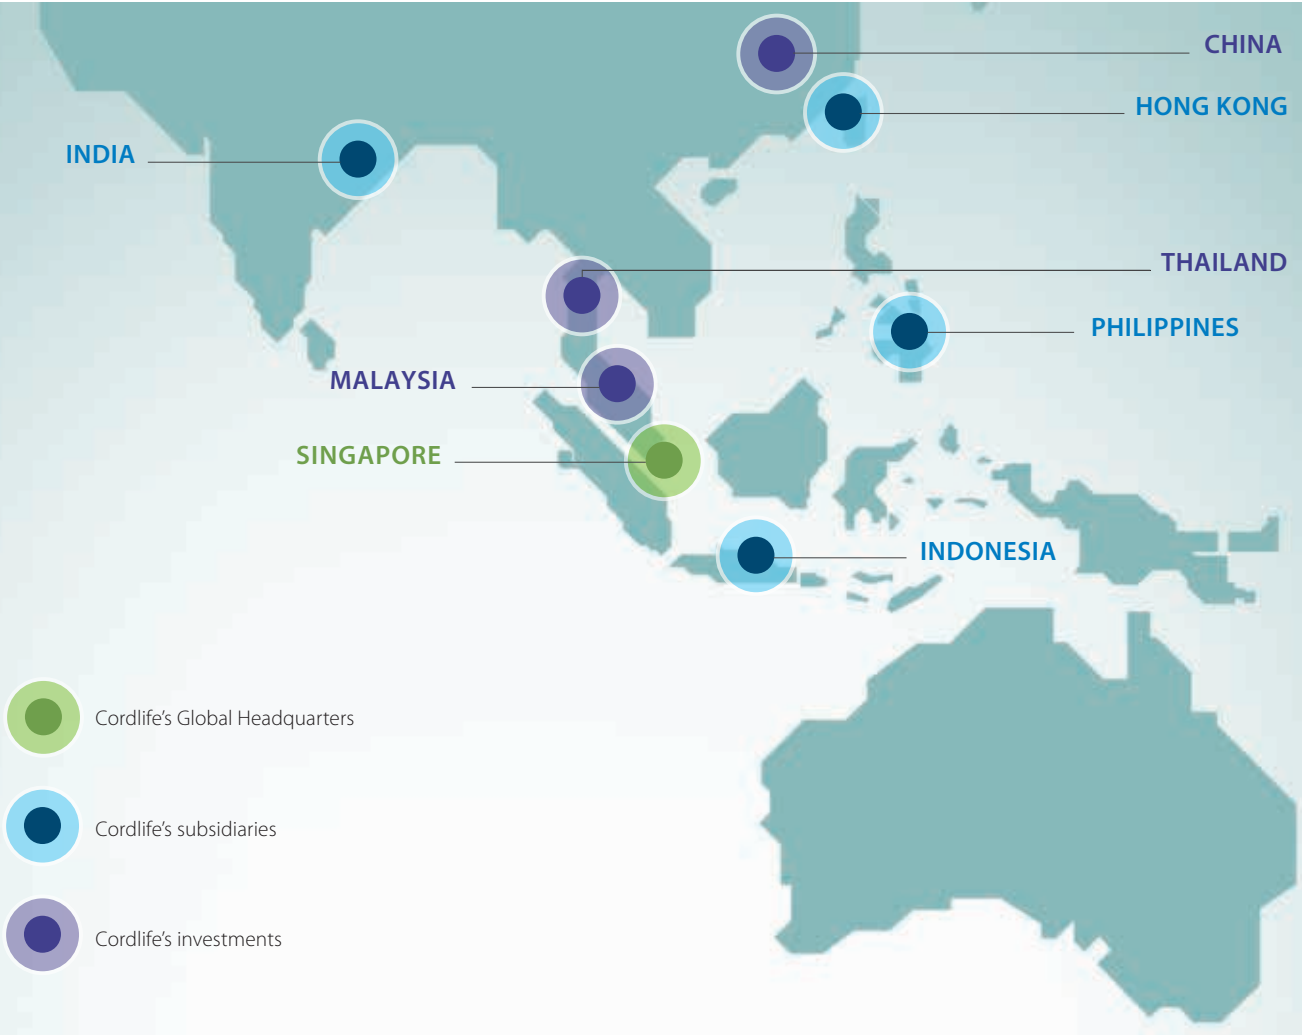 CHINA
HONG KONG
INDIA
THAILAND
PHILIPPINES
MALAYSIA
SINGAPORE
INDONESIA
Cordlife’s Global Headquarters
Cordlife’s subsidiaries
Cordlife’s investments